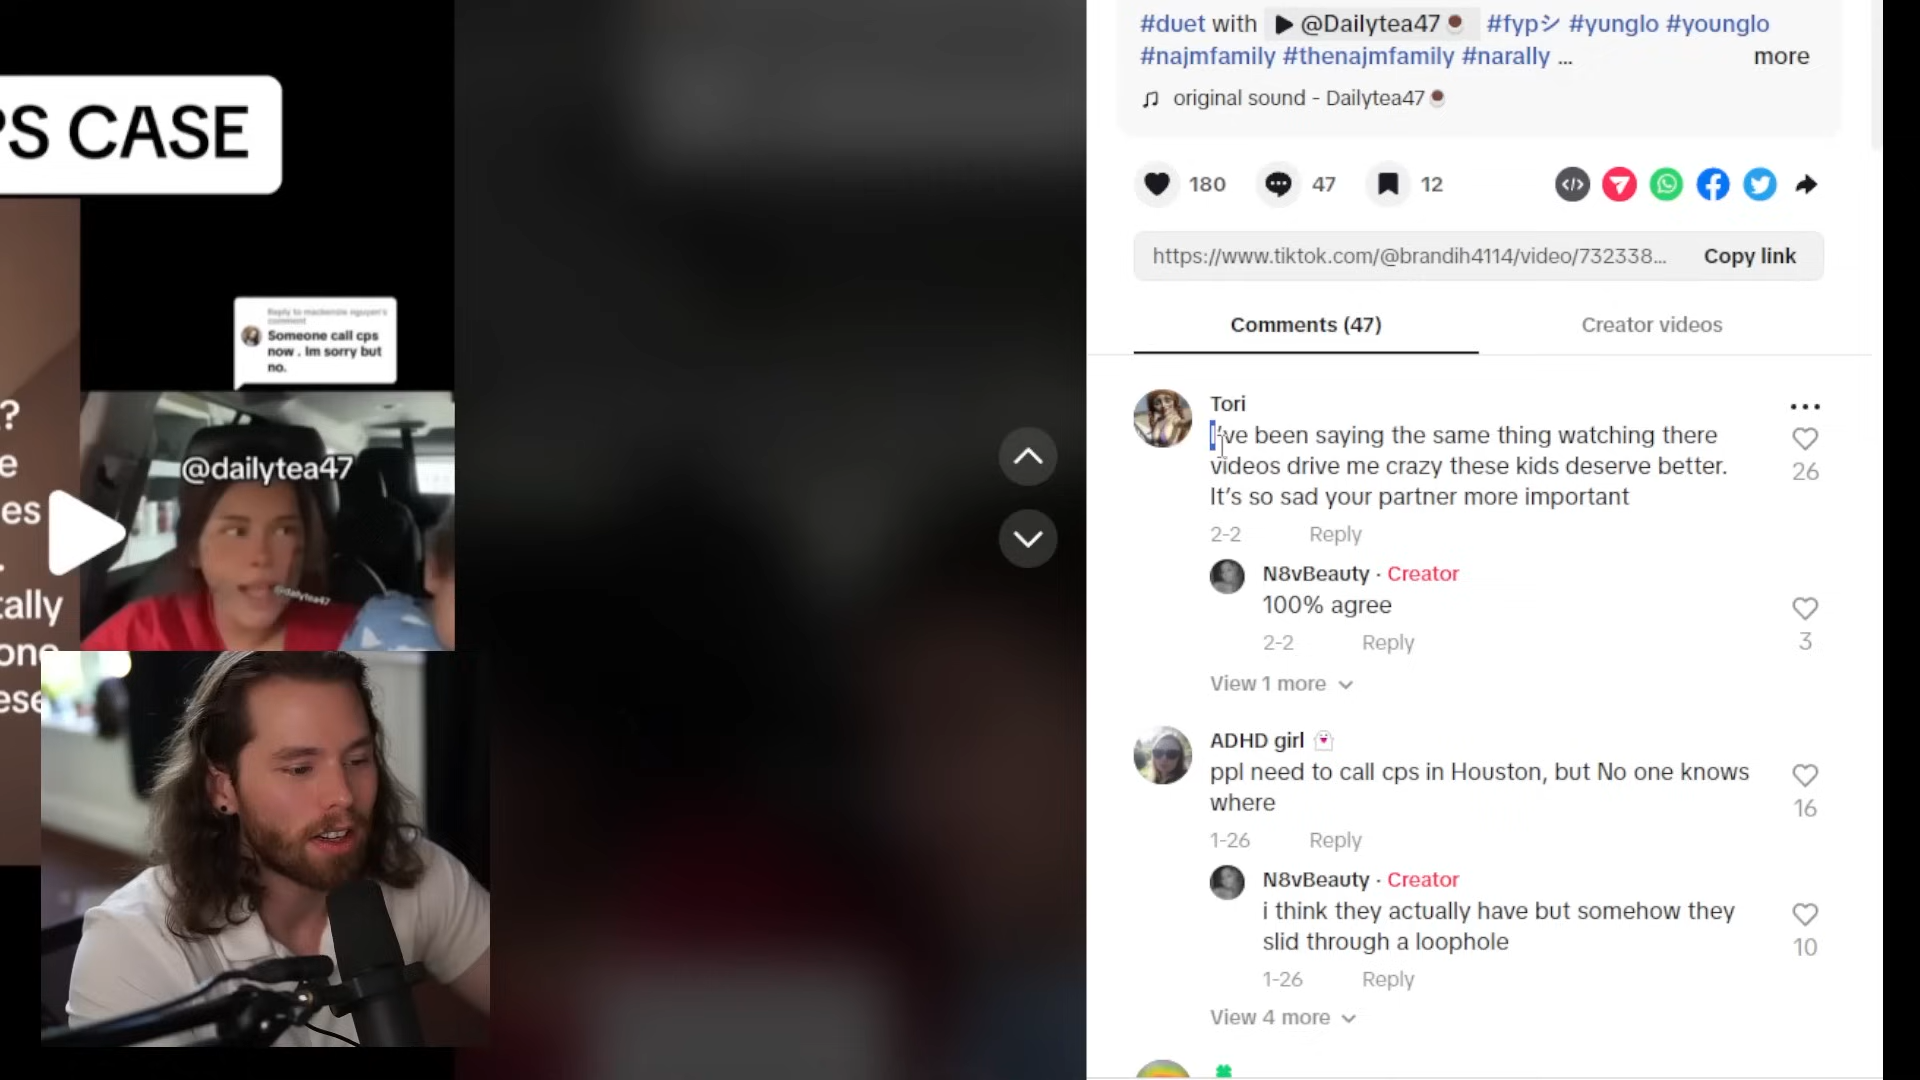 PS CASE
Reply to mackenzie nguyen's
comment
Someone call cps
now . Im sorry but
no.
?
e
es
@dailytea47
@dailytea47
.
tally
one
ese
#duet with ▶ @Dailytea47☕ #fypシ #yunglo #younglo
#najmfamily #thenajmfamily #narally ... more
original sound - Dailytea47☕
180 47 12
https://www.tiktok.com/@brandih4114/video/732338... Copy link
Comments (47) Creator videos
Tori
I've been saying the same thing watching there
videos drive me crazy these kids deserve better.
It's so sad your partner more important
26
2-2 Reply
N8vBeauty · Creator
100% agree
3
2-2 Reply
View 1 more
ADHD girl 👻
ppl need to call cps in Houston, but No one knows
where
16
1-26 Reply
N8vBeauty · Creator
i think they actually have but somehow they
slid through a loophole
10
1-26 Reply
View 4 more
🍀